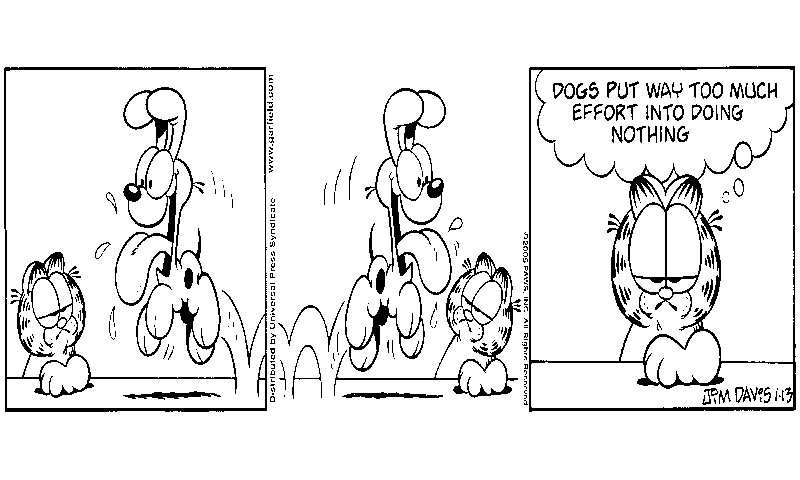 www.garfield.com
Distributed by Universal Press Syndicate
©2005 PAWS, INC. All Rights Reserved.
DOGS PUT WAY TOO MUCH
EFFORT INTO DOING
NOTHING
JIM DAVIS 1-13